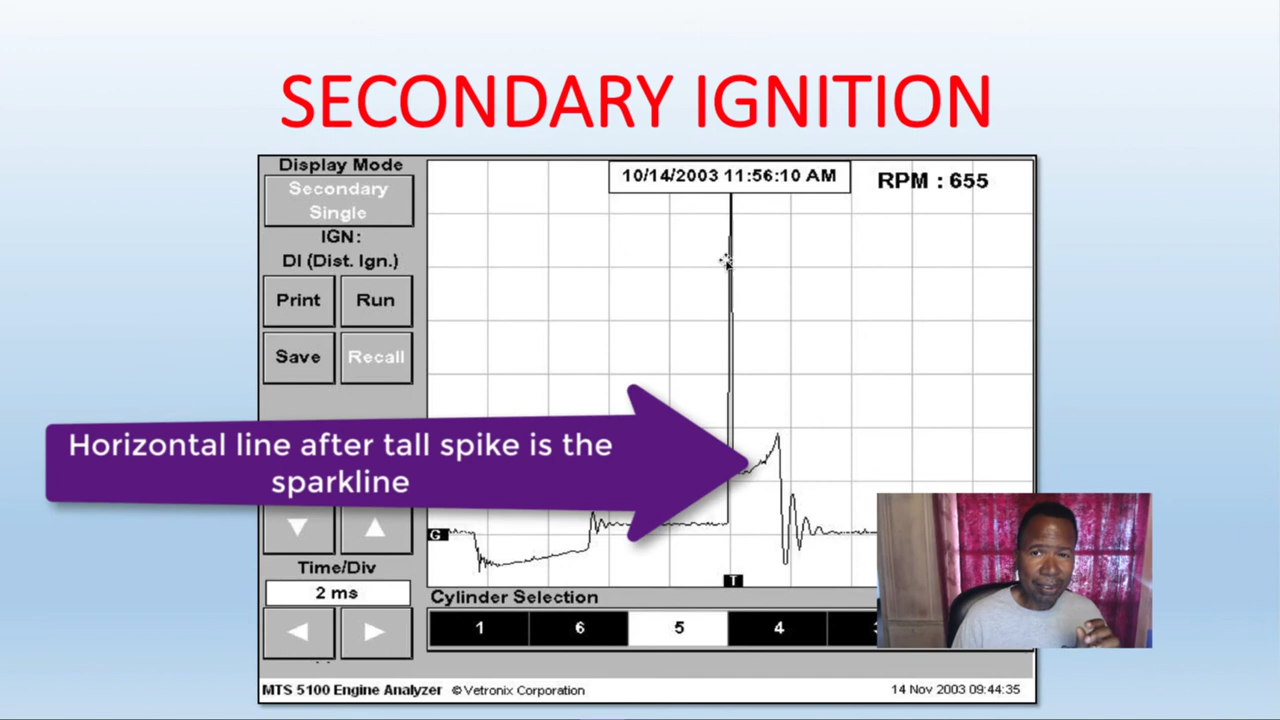 SECONDARY IGNITION
Display Mode
Secondary
Single
IGN:
DI (Dist. Ign.)
Print Run
Save Recall
10/14/2003 11:56:10 AM
RPM : 655
Horizontal line after tall spike is the
sparkline
G
T
Time/Div
2 ms
Cylinder Selection
1 6 5 4
MTS 5100 Engine Analyzer © Vetronix Corporation
14 Nov 2003 09:44:35